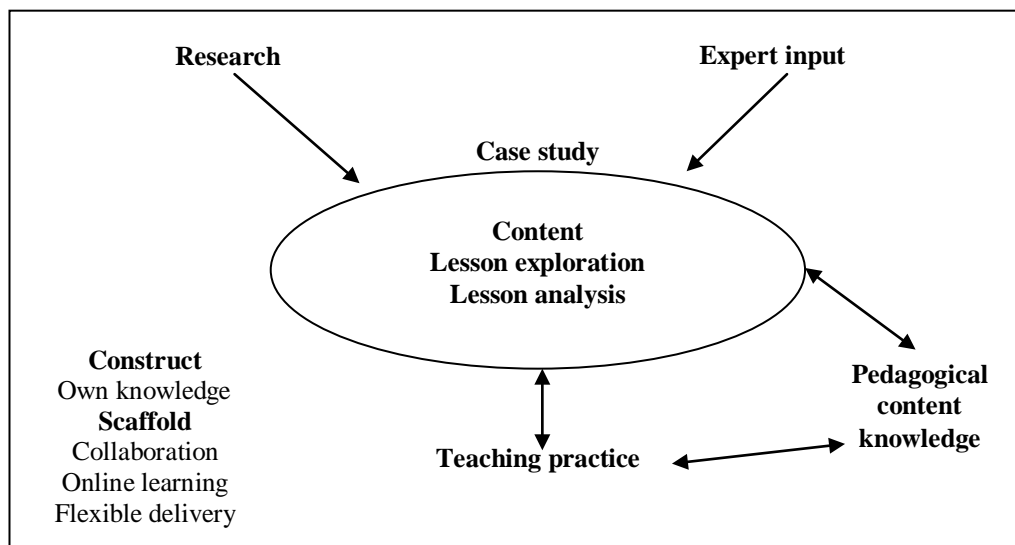 Research
Expert input
Case study
Content
Lesson exploration
Lesson analysis
Construct
Own knowledge
Scaffold
Collaboration
Online learning
Flexible delivery
Teaching practice
Pedagogical
content
knowledge